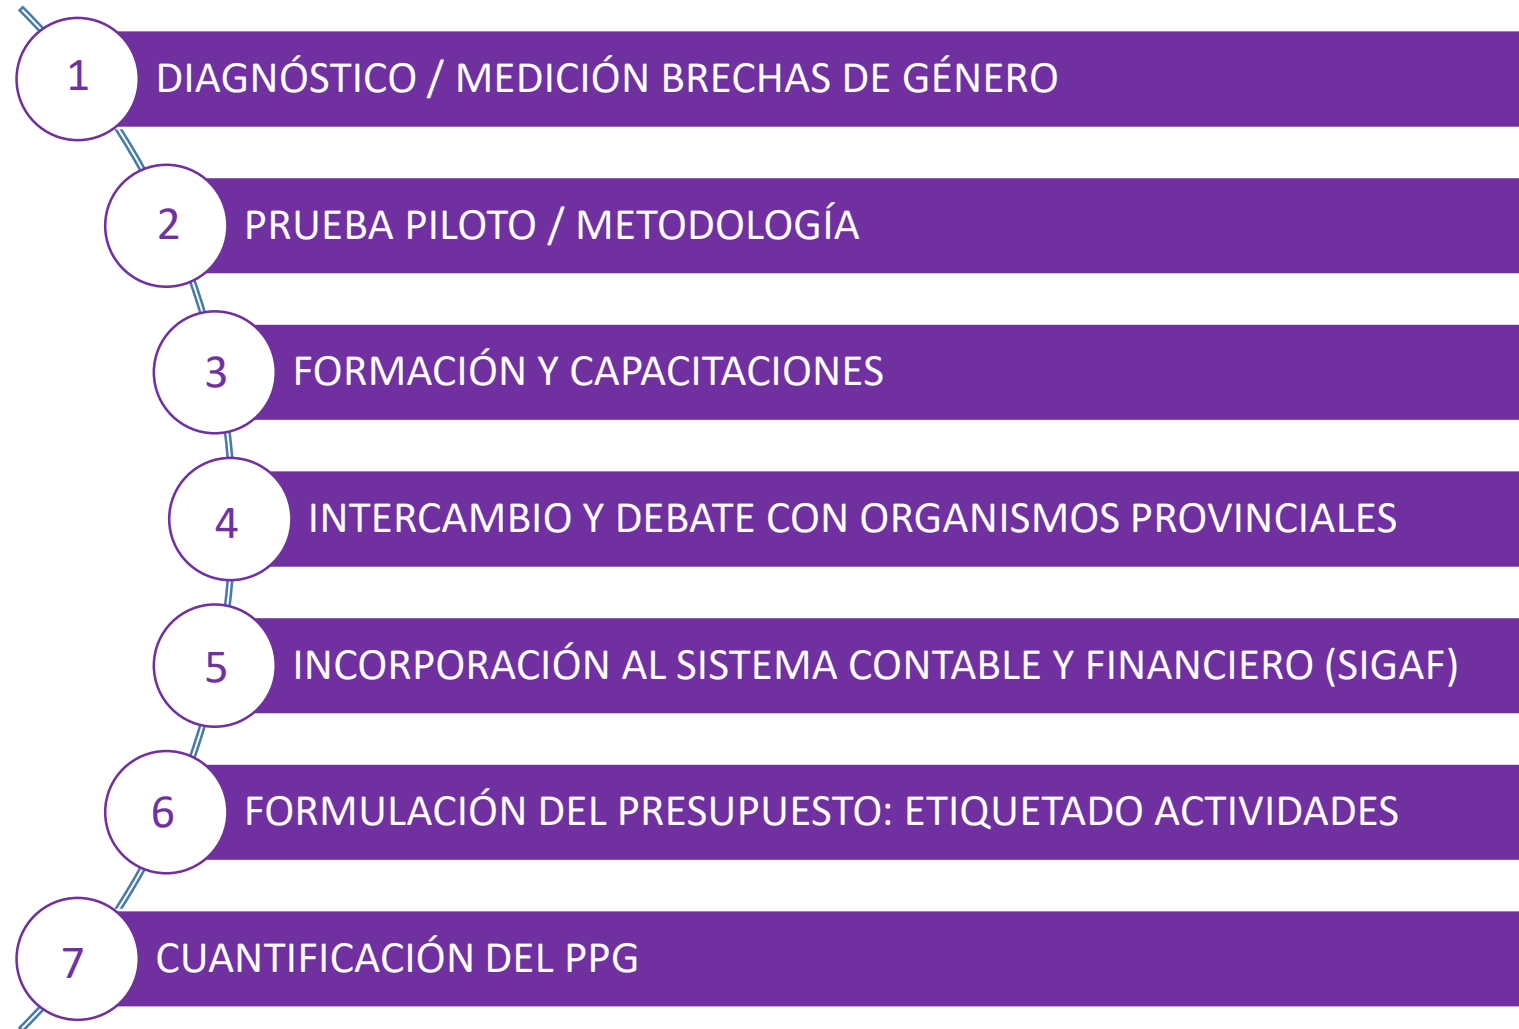 1 DIAGNÓSTICO / MEDICIÓN BRECHAS DE GÉNERO
2 PRUEBA PILOTO / METODOLOGÍA
3 FORMACIÓN Y CAPACITACIONES
4 INTERCAMBIO Y DEBATE CON ORGANISMOS PROVINCIALES
5 INCORPORACIÓN AL SISTEMA CONTABLE Y FINANCIERO (SIGAF)
6 FORMULACIÓN DEL PRESUPUESTO: ETIQUETADO ACTIVIDADES
7 CUANTIFICACIÓN DEL PPG